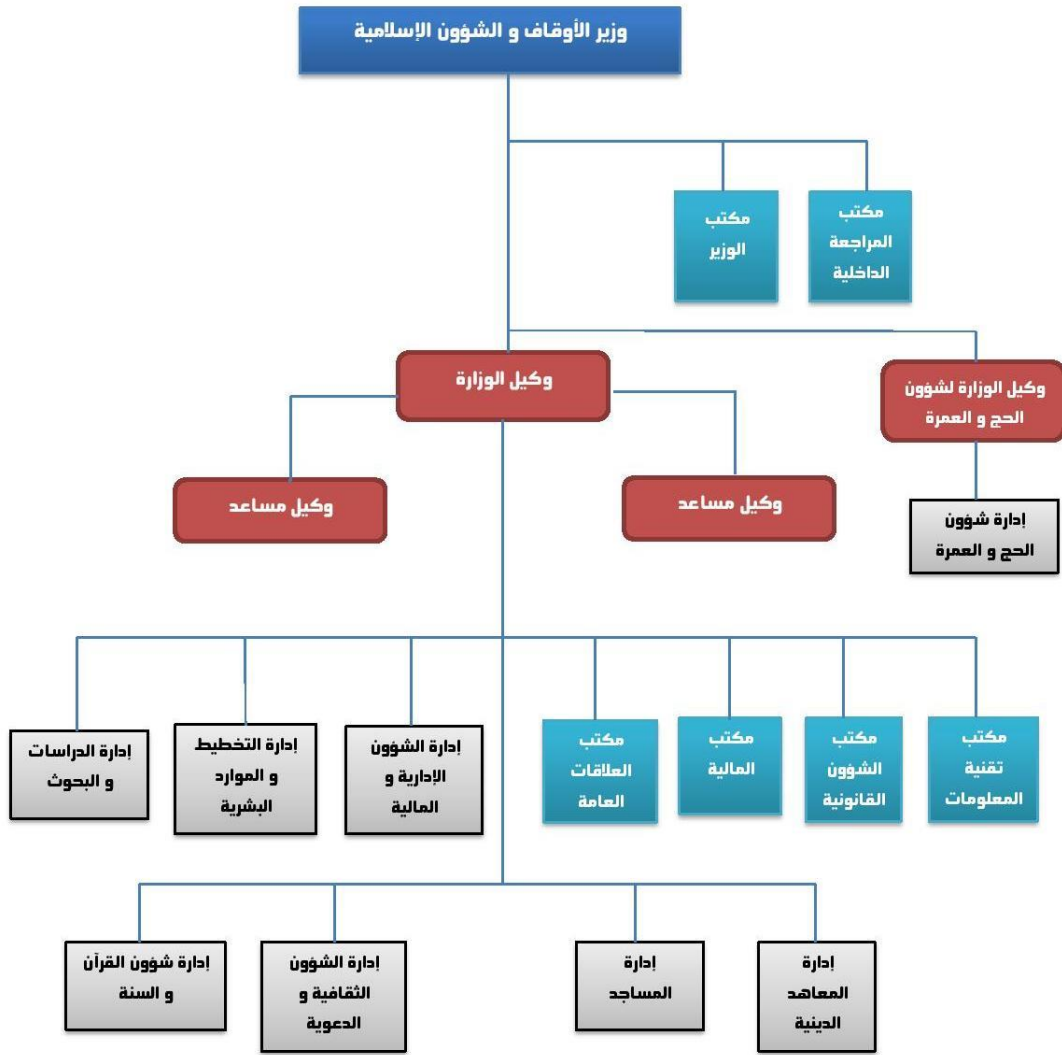 وزير الأوقاف و الشؤون الإسلامية
مكتب
المراجعة
الداخلية
مكتب
الوزير
وكيل الوزارة لشؤون
الحج و العمرة
وكيل الوزارة
وكيل مساعد
وكيل مساعد
إدارة شؤون
الحج و العمرة
مكتب
تقنية
المعلومات
مكتب
الشؤون
القانونية
مكتب
المالية
مكتب
العلاقات
العامة
إدارة الشؤون
الإدارية و
المالية
إدارة التخطيط
و الموارد
البشرية
إدارة الدراسات
و البحوث
إدارة
المعاهد
الدينية
إدارة
المساجد
إدارة الشؤون
الثقافية و
الدعوية
إدارة شؤون القرآن
و السنة